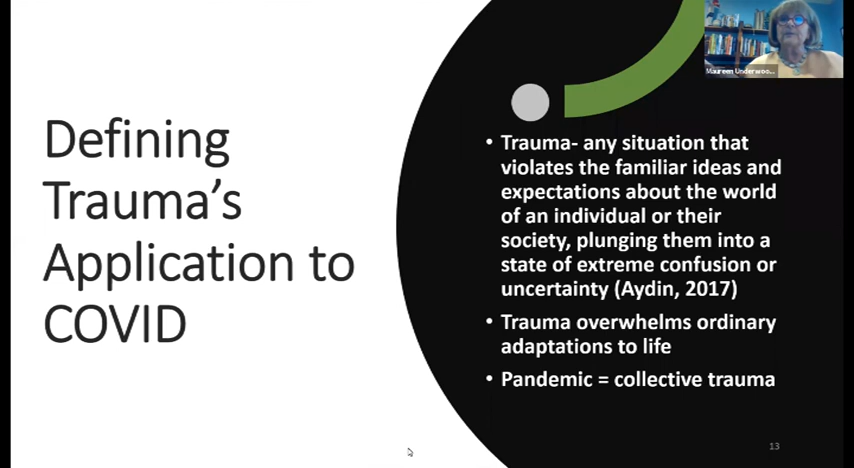 Maureen Underwoo...
Defining
Trauma's
Application to
COVID
• Trauma- any situation that
violates the familiar ideas and
expectations about the world
of an individual or their
society, plunging them into a
state of extreme confusion or
uncertainty (Aydin, 2017)
• Trauma overwhelms ordinary
adaptations to life
• Pandemic = collective trauma
13